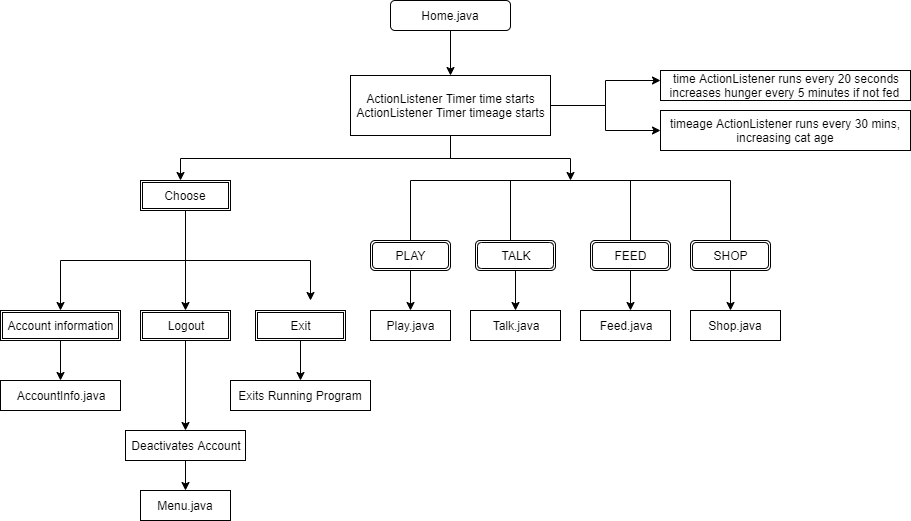 Home.java
ActionListener Timer time starts
ActionListener Timer timeage starts
time ActionListener runs every 20 seconds
increases hunger every 5 minutes if not fed
timeage ActionListener runs every 30 mins,
increasing cat age
Choose
PLAY
TALK
FEED
SHOP
Account information
Logout
Exit
Play.java
Talk.java
Feed.java
Shop.java
AccountInfo.java
Exits Running Program
Deactivates Account
Menu.java